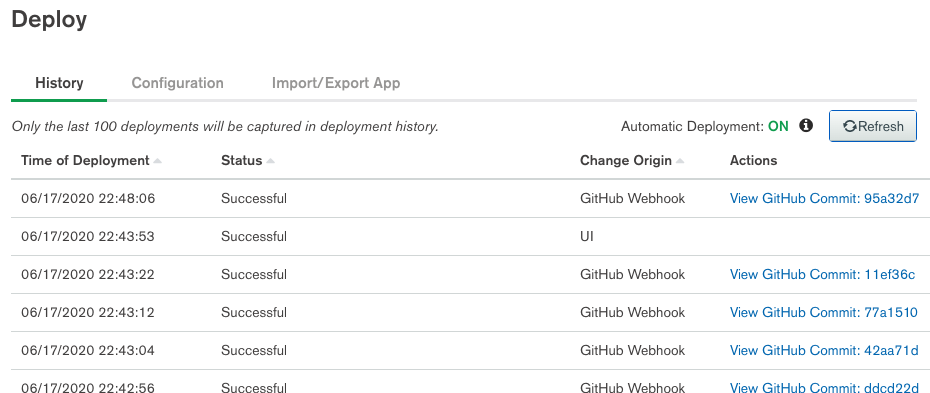 Deploy
History Configuration Import/Export App
Only the last 100 deployments will be captured in deployment history. Automatic Deployment: ON Refresh
Time of Deployment Status Change Origin Actions
06/17/2020 22:48:06 Successful GitHub Webhook View GitHub Commit: 95a32d7
06/17/2020 22:43:53 Successful UI
06/17/2020 22:43:22 Successful GitHub Webhook View GitHub Commit: 11ef36c
06/17/2020 22:43:12 Successful GitHub Webhook View GitHub Commit: 77a1510
06/17/2020 22:43:04 Successful GitHub Webhook View GitHub Commit: 42aa71d
06/17/2020 22:42:56 Successful GitHub Webhook View GitHub Commit: ddcd22d